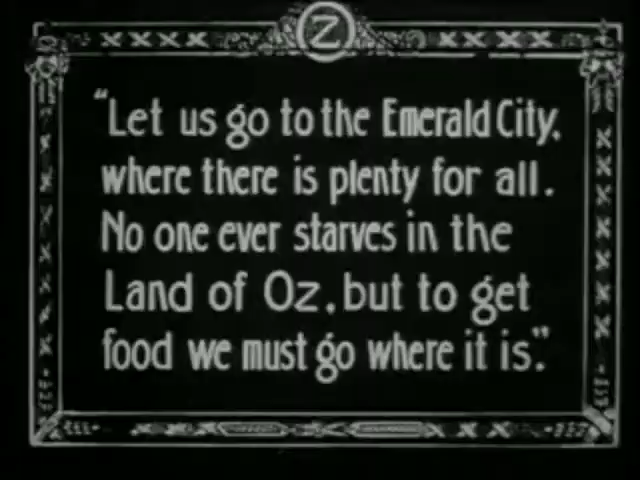 OZ
"Let us go to the Emerald City,
where there is plenty for all.
No one ever starves in the
Land of Oz, but to get
food we must go where it is."